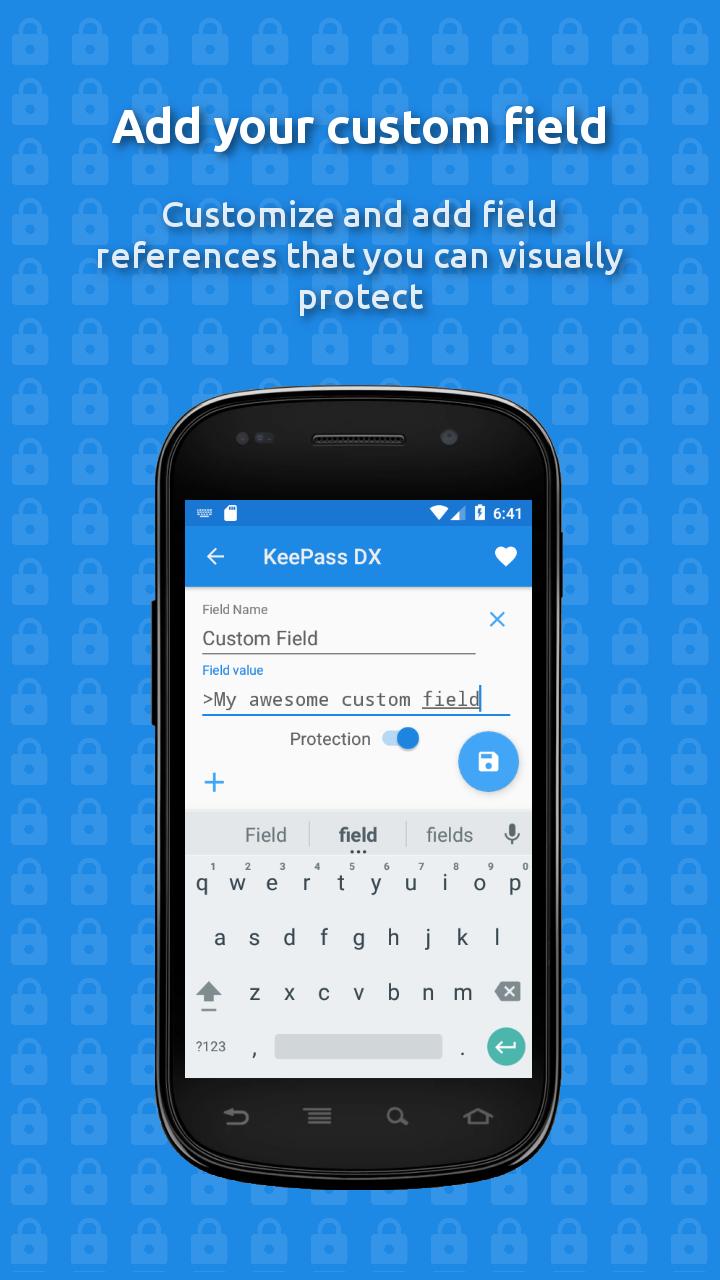 Add your custom field
Customize and add field
references that you can visually
protect
6:41
KeePass DX
Field Name
Custom Field
Field value
>My awesome custom field
Protection
Field field fields
1 2 3 4 5 6 7 8 9 0
q w e r t y u i o p
a s d f g h j k l
z x c v b n m
?123 , .